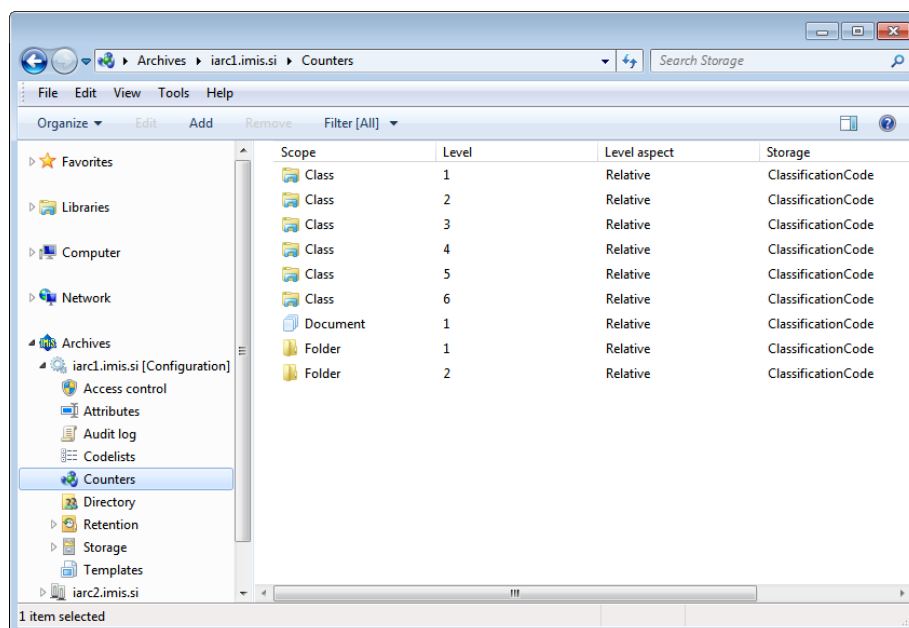 Archives iarc1.imis.si Counters Search Storage
File Edit View Tools Help
Organize Edit Add Remove Filter [All]
Favorites
Libraries
Computer
Network
Archives
iarc1.imis.si [Configuration]
Access control
Attributes
Audit log
Codelists
Counters
Directory
Retention
Storage
Templates
iarc2.imis.si
Scope Level Level aspect Storage
Class 1 Relative ClassificationCode
Class 2 Relative ClassificationCode
Class 3 Relative ClassificationCode
Class 4 Relative ClassificationCode
Class 5 Relative ClassificationCode
Class 6 Relative ClassificationCode
Document 1 Relative ClassificationCode
Folder 1 Relative ClassificationCode
Folder 2 Relative ClassificationCode
1 item selected